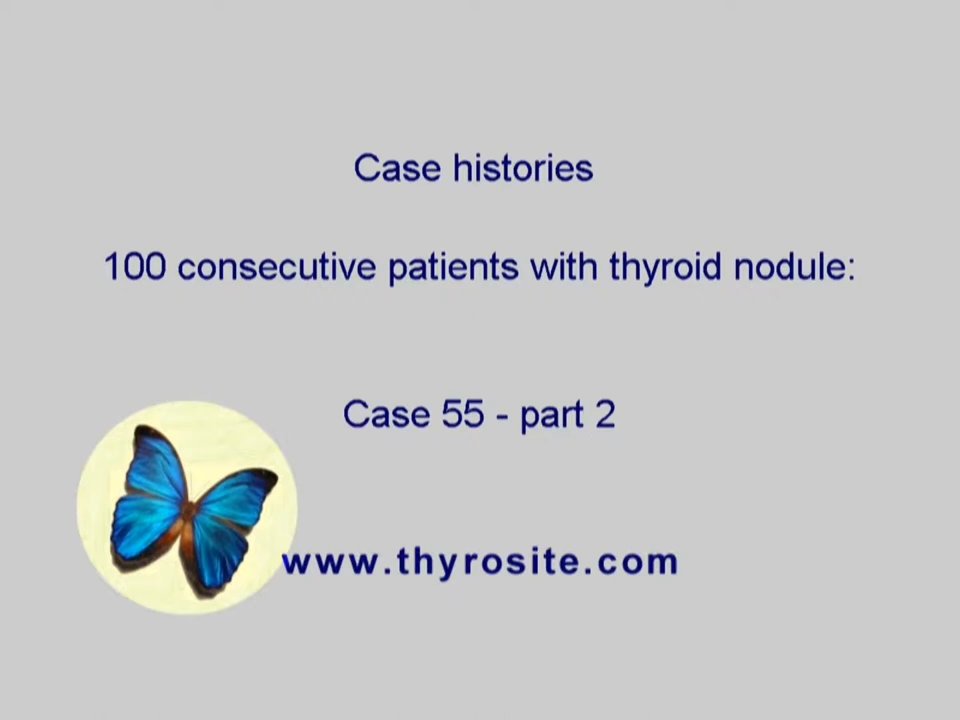 Case histories
100 consecutive patients with thyroid nodule:
Case 55 - part 2
www.thyrosite.com